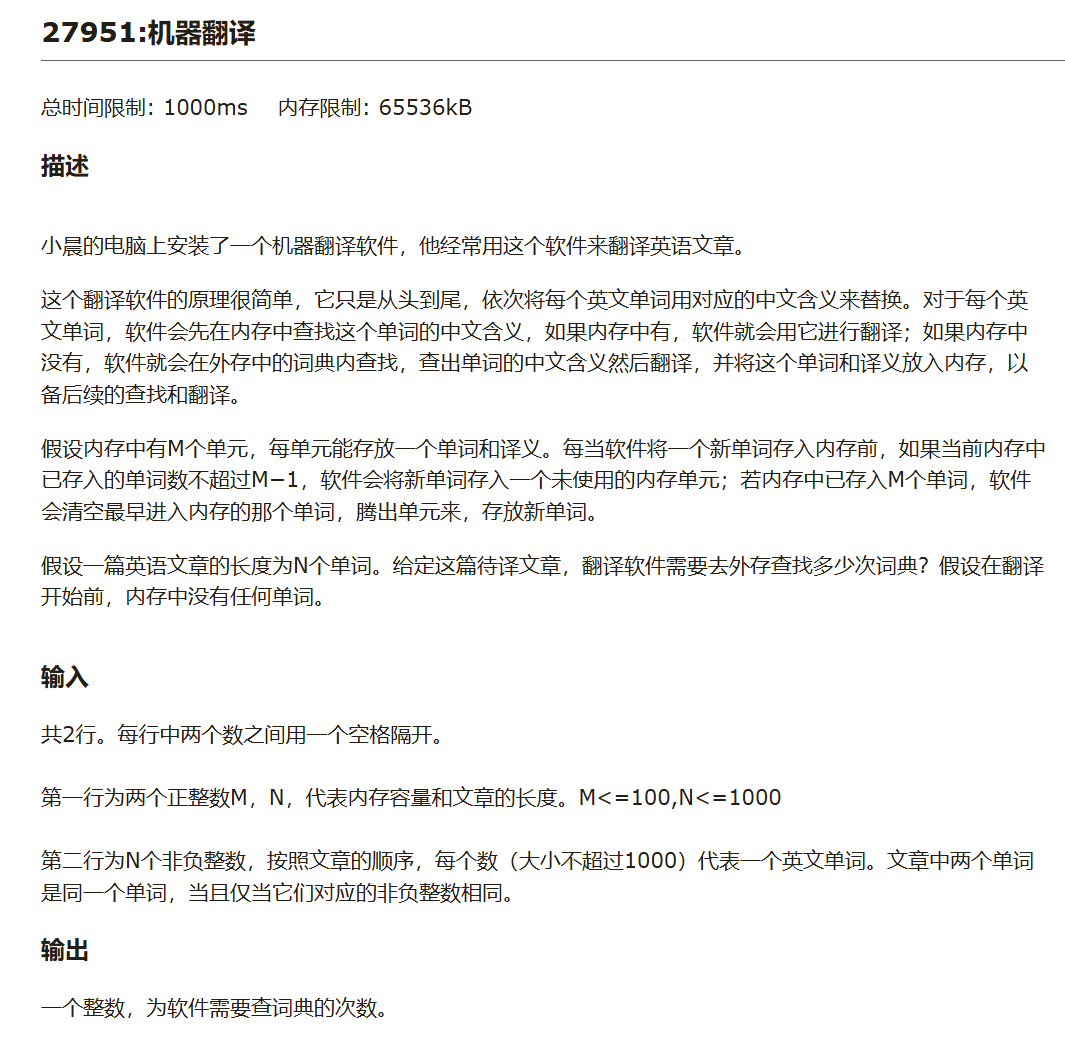 27951:机器翻译
总时间限制: 1000ms 内存限制: 65536kB
描述
小晨的电脑上安装了一个机器翻译软件，他经常用这个软件来翻译英语文章。
这个翻译软件的原理很简单，它只是从头到尾，依次将每个英文单词用对应的中文含义来替换。对于每个英
文单词，软件会先在内存中查找这个单词的中文含义，如果内存中有，软件就会用它进行翻译；如果内存中
没有，软件就会在外存中的词典内查找，查出单词的中文含义然后翻译，并将这个单词和译义放入内存，以
备后续的查找和翻译。
假设内存中有M个单元，每单元能存放一个单词和译义。每当软件将一个新单词存入内存前，如果当前内存中
已存入的单词数不超过M−1，软件会将新单词存入一个未使用的内存单元；若内存中已存入M个单词，软件
会清空最早进入内存的那个单词，腾出单元来，存放新单词。
假设一篇英语文章的长度为N个单词。给定这篇待译文章，翻译软件需要去外存查找多少次词典？假设在翻译
开始前，内存中没有任何单词。
输入
共2行。每行中两个数之间用一个空格隔开。
第一行为两个正整数M，N，代表内存容量和文章的长度。M<=100,N<=1000
第二行为N个非负整数，按照文章的顺序，每个数（大小不超过1000）代表一个英文单词。文章中两个单词
是同一个单词，当且仅当它们对应的非负整数相同。
输出
一个整数，为软件需要查词典的次数。